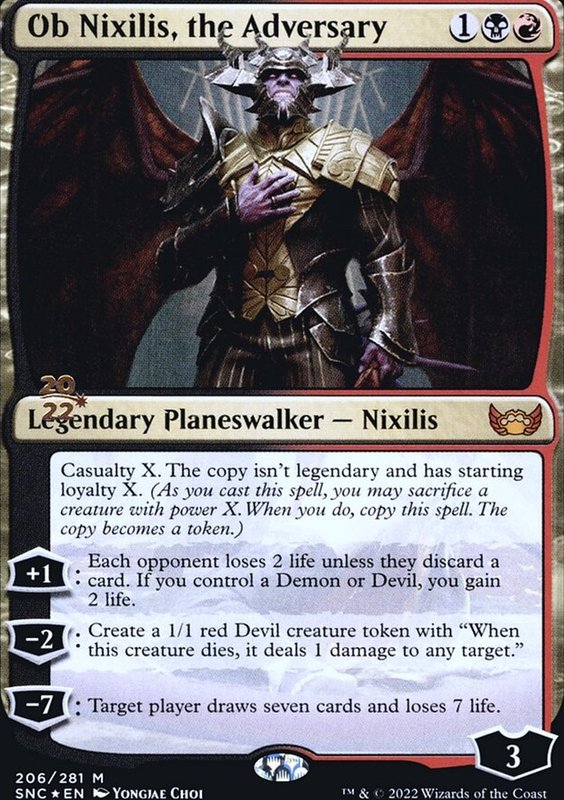 Ob Nixilis, the Adversary 1
20
22
Legendary Planeswalker — Nixilis
Casualty X. The copy isn't legendary and has starting
loyalty X. (As you cast this spell, you may sacrifice a
creature with power X. When you do, copy this spell. The
copy becomes a token.)
+1 : Each opponent loses 2 life unless they discard a
card. If you control a Demon or Devil, you gain
2 life.
−2 : Create a 1/1 red Devil creature token with “When
this creature dies, it deals 1 damage to any target.”
−7 : Target player draws seven cards and loses 7 life.
3
206/281 M
SNC ★ EN Yongjae Choi
™ & © 2022 Wizards of the Coast